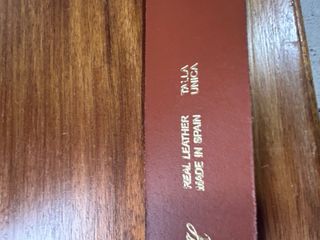 REAL LEATHER
MADE IN SPAIN
TALLA
UNICA